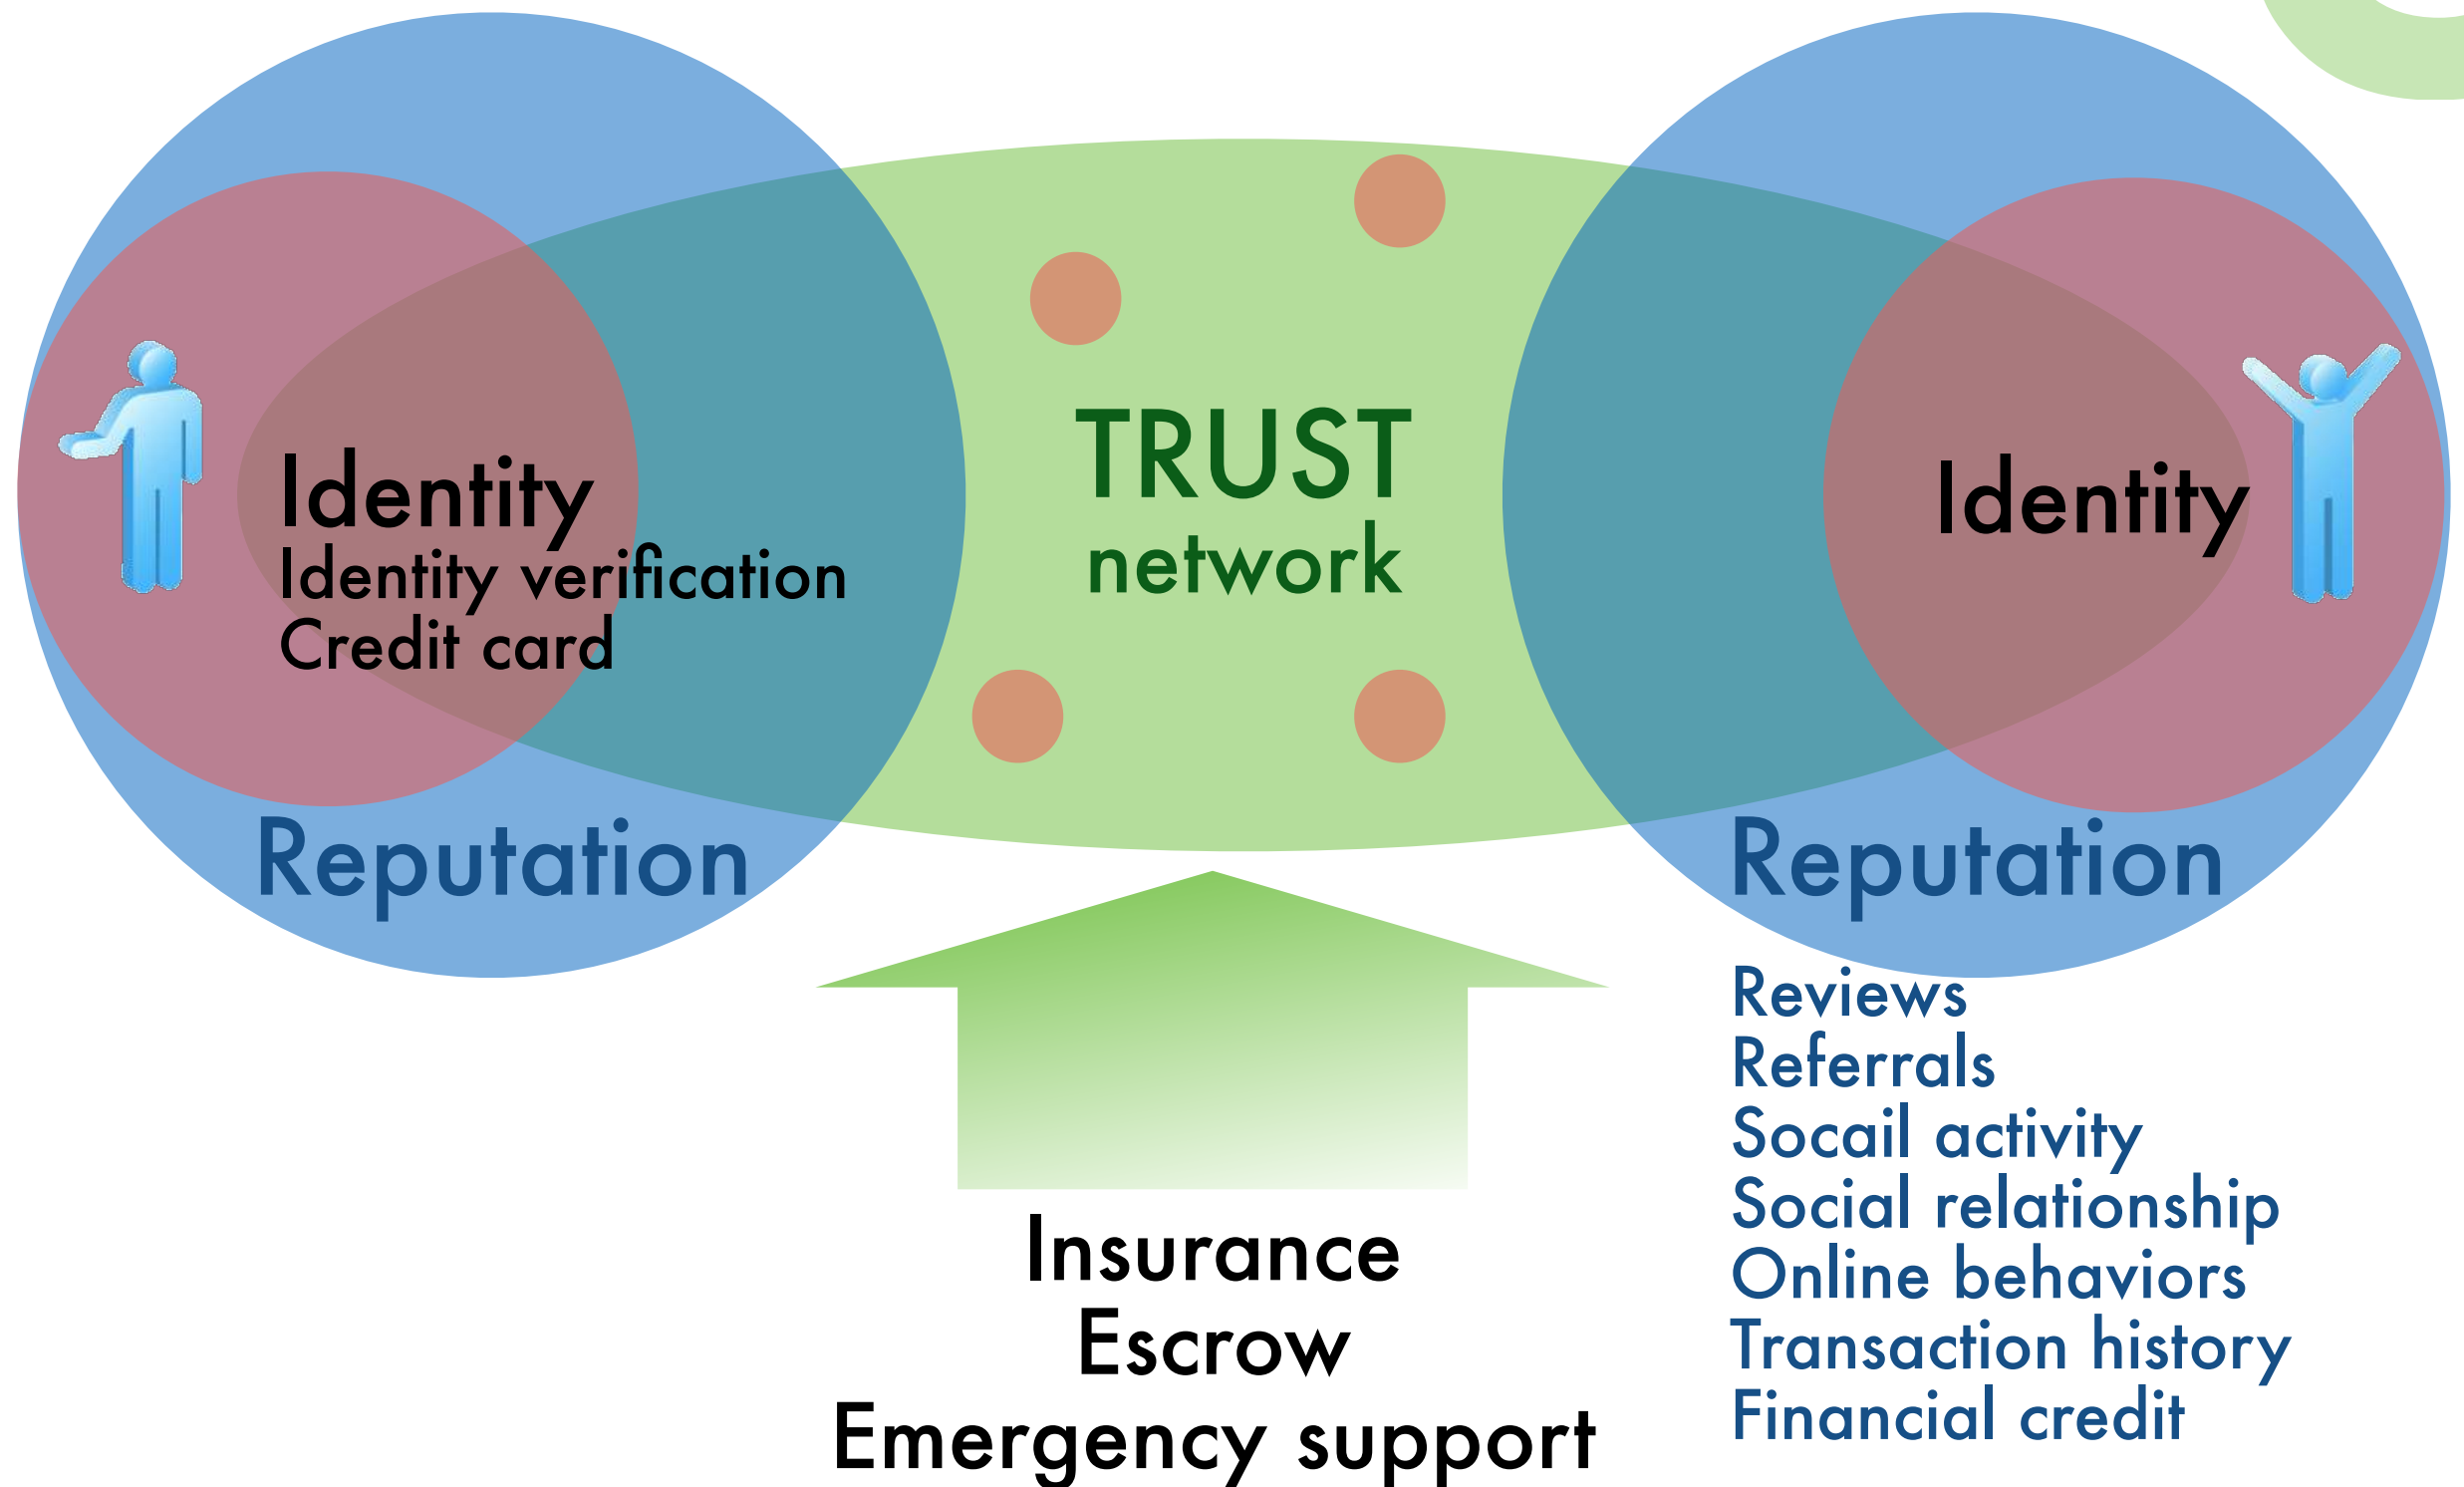 Identity
Identity verification
Credit card
Reputation
TRUST
network
Identity
Reputation
Reviews
Referrals
Socail activity
Social relationship
Online behaviors
Transaction history
Financial credit
Insurance
Escrow
Emergency support